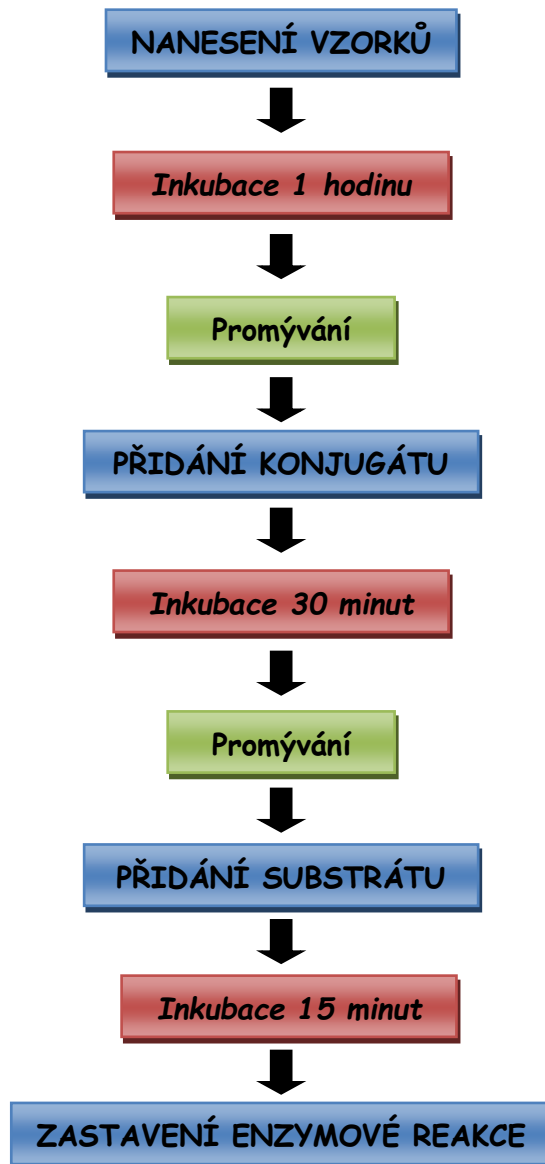 NANESENÍ VZORKŮ
Inkubace 1 hodinu
Promývání
PŘIDÁNÍ KONJUGÁTU
Inkubace 30 minut
Promývání
PŘIDÁNÍ SUBSTRÁTU
Inkubace 15 minut
ZASTAVENÍ ENZYMOVÉ REAKCE